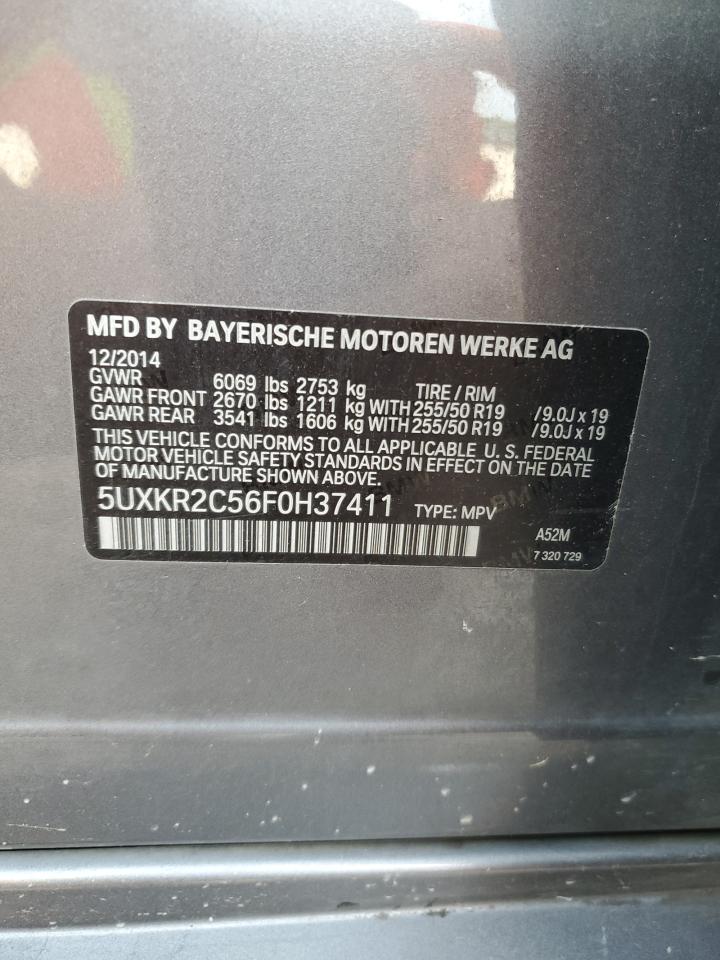 MFD BY BAYERISCHE MOTOREN WERKE AG
12/2014
GVWR 6069 lbs 2753 kg TIRE / RIM
GAWR FRONT 2670 lbs 1211 kg WITH 255/50 R19 /9.0J x 19
GAWR REAR 3541 lbs 1606 kg WITH 255/50 R19 /9.0J x 19
THIS VEHICLE CONFORMS TO ALL APPLICABLE U. S. FEDERAL
MOTOR VEHICLE SAFETY STANDARDS IN EFFECT ON THE DATE
OF MANUFACTURE SHOWN ABOVE.
5UXKR2C56F0H37411 TYPE: MPV
A52M
7 320 729